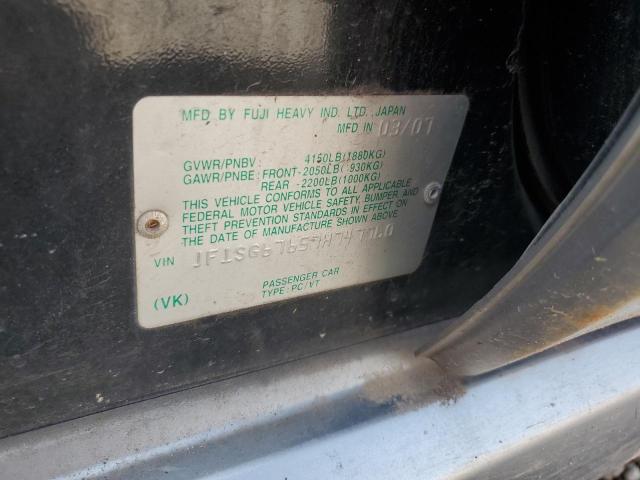 MFD BY FUJI HEAVY IND. LTD. JAPAN
MFD IN 03/07
GVWR/PNBV: 4150LB(1880KG)
GAWR/PNBE: FRONT-2050LB( 930KG)
REAR -2200LB(1000KG)
THIS VEHICLE CONFORMS TO ALL APPLICABLE
FEDERAL MOTOR VEHICLE SAFETY, BUMPER, AND
THEFT PREVENTION STANDARDS IN EFFECT ON
THE DATE OF MANUFACTURE SHOWN ABOVE
VIN
PASSENGER CAR
(VK) TYPE: PC/VT